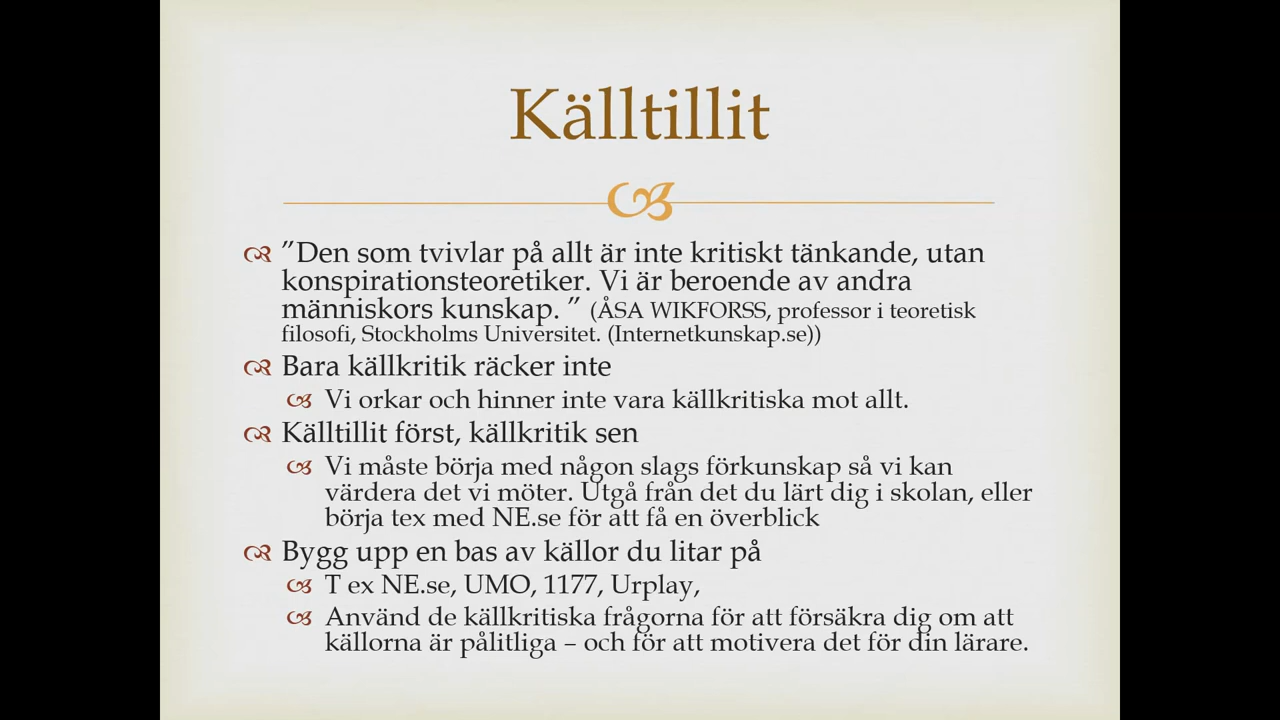 Källtillit
”Den som tvivlar på allt är inte kritiskt tänkande, utan
konspirationsteoretiker. Vi är beroende av andra
människors kunskap. ” (ÅSA WIKFORSS, professor i teoretisk
filosofi, Stockholms Universitet. (Internetkunskap.se))
Bara källkritik räcker inte
Vi orkar och hinner inte vara källkritiska mot allt.
Källtillit först, källkritik sen
Vi måste börja med någon slags förkunskap så vi kan
värdera det vi möter. Utgå från det du lärt dig i skolan, eller
börja tex med NE.se för att få en överblick
Bygg upp en bas av källor du litar på
T ex NE.se, UMO, 1177, Urplay,
Använd de källkritiska frågorna för att försäkra dig om att
källorna är pålitliga – och för att motivera det för din lärare.